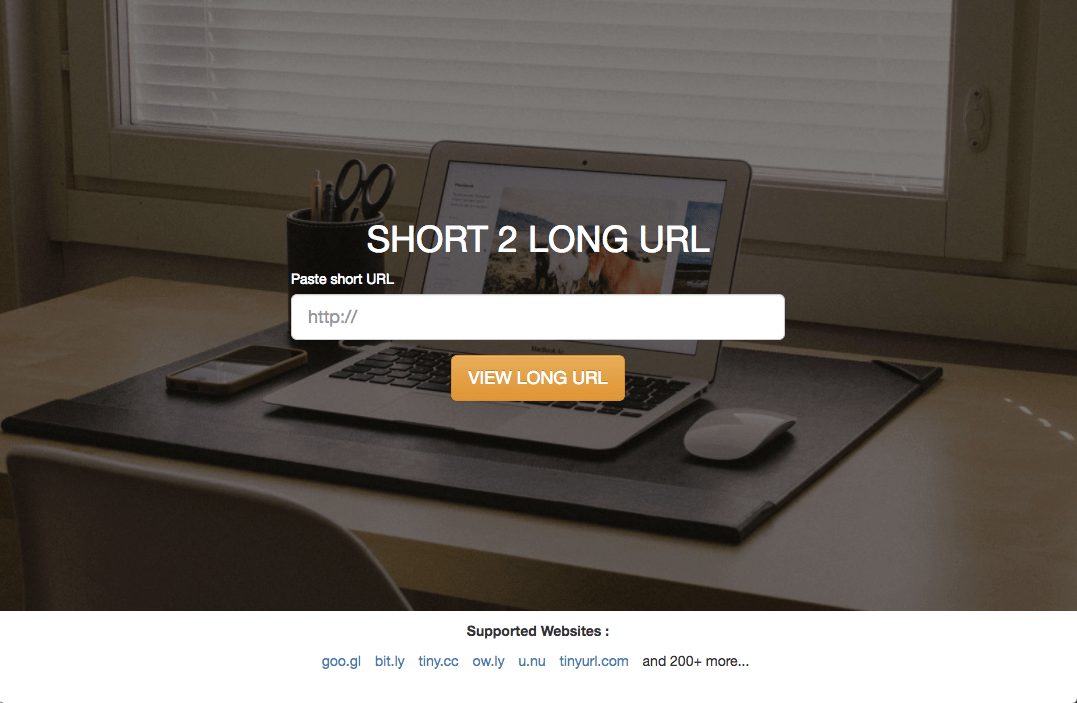 SHORT 2 LONG URL
Paste short URL
http://
VIEW LONG URL
Supported Websites :
goo.gl bit.ly tiny.cc ow.ly u.nu tinyurl.com and 200+ more...